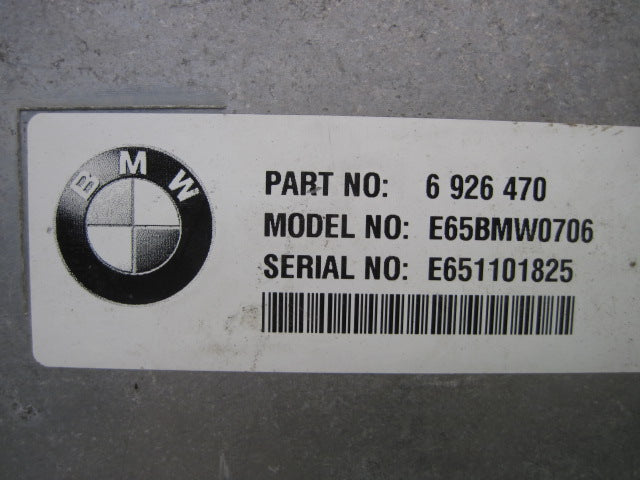 BMW
PART NO: 6 926 470
MODEL NO: E65BMW0706
SERIAL NO: E651101825